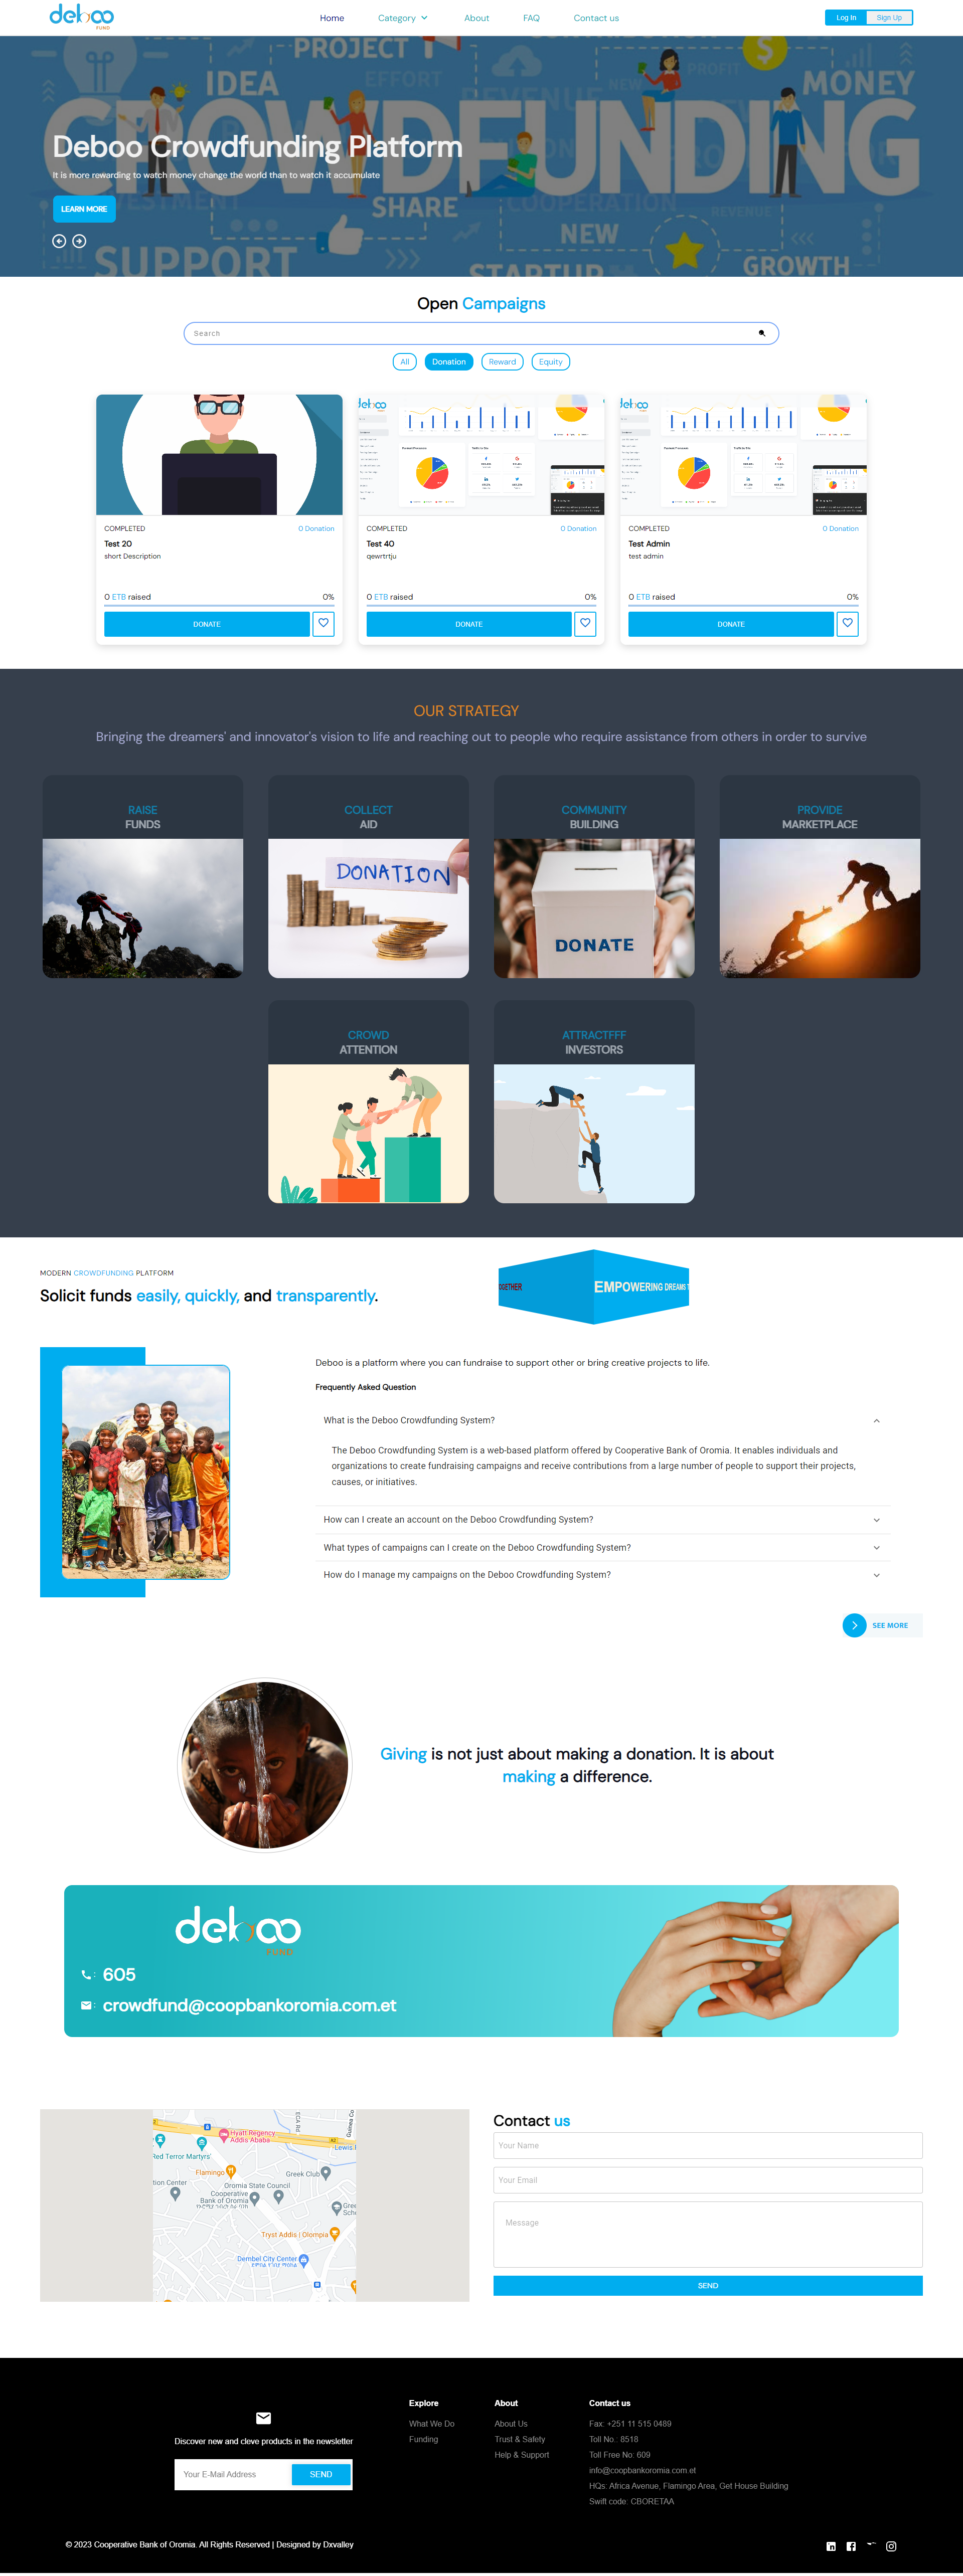 deboo
FUND
Home
Category
About
FAQ
Contact us
Log In
Sign Up
FUND
PROJECT
IDEA
EFFORT
REVENUE
PROFIT
MONEY
CROWDFUNDING
Deboo Crowdfunding Platform
It is more rewarding to watch money change the world than to watch it accumulate
LEARN MORE
INVESTMENT
SHARE
COOPERATION
REVENUE
NEW
SUPPORT
STARTUP
GROWTH
Open Campaigns
Search
All
Donation
Reward
Equity
deboo
deboo
COMPLETED
0 Donation
Test 20
short Description
0 ETB raised
0%
DONATE
COMPLETED
0 Donation
Test 40
qewrtrtju
0 ETB raised
0%
DONATE
COMPLETED
0 Donation
Test Admin
test admin
0 ETB raised
0%
DONATE
OUR STRATEGY
Bringing the dreamers' and innovator's vision to life and reaching out to people who require assistance from others in order to survive
RAISE
FUNDS
COLLECT
AID
DONATION
COMMUNITY
BUILDING
DONATE
PROVIDE
MARKETPLACE
CROWD
ATTENTION
ATTRACTFFF
INVESTORS
MODERN CROWDFUNDING PLATFORM
Solicit funds easily, quickly, and transparently.
OGETHER
EMPOWERING DREAMS T
Deboo is a platform where you can fundraise to support other or bring creative projects to life.
Frequently Asked Question
What is the Deboo Crowdfunding System?
The Deboo Crowdfunding System is a web-based platform offered by Cooperative Bank of Oromia. It enables individuals and
organizations to create fundraising campaigns and receive contributions from a large number of people to support their projects,
causes, or initiatives.
How can I create an account on the Deboo Crowdfunding System?
What types of campaigns can I create on the Deboo Crowdfunding System?
How do I manage my campaigns on the Deboo Crowdfunding System?
SEE MORE
Giving is not just about making a donation. It is about
making a difference.
deboo
FUND
: 605
: crowdfund@coopbankoromia.com.et
Hyatt Regency
Addis Ababa
Guinea Co
Lewis
Red Terror Martyrs'
Flamingo
Greek Club
tion Center
Oromia State Council
Cooperative
Bank of Oromia
Gree
Sch
Tryst Addis | Olompia
Dembel City Center
Contact us
Your Name
Your Email
Message
SEND
Discover new and cleve products in the newsletter
Your E-Mail Address
SEND
Explore
What We Do
Funding
About
About Us
Trust & Safety
Help & Support
Contact us
Fax: +251 11 515 0489
Toll No : 8518
Toll Free No: 609
info@coopbankoromia.com.et
HQs: Africa Avenue, Flamingo Area, Get House Building
Swift code: CBORETAA
© 2023 Cooperative Bank of Oromia. All Rights Reserved | Designed by Dxvalley